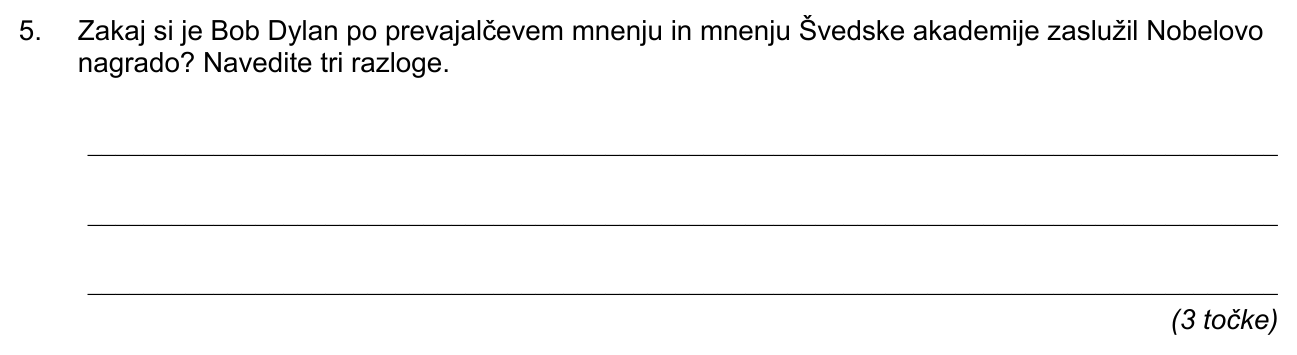 5. Zakaj si je Bob Dylan po prevajalčevem mnenju in mnenju Švedske akademije zaslužil Nobelovo
nagrado? Navedite tri razloge.
(3 točke)